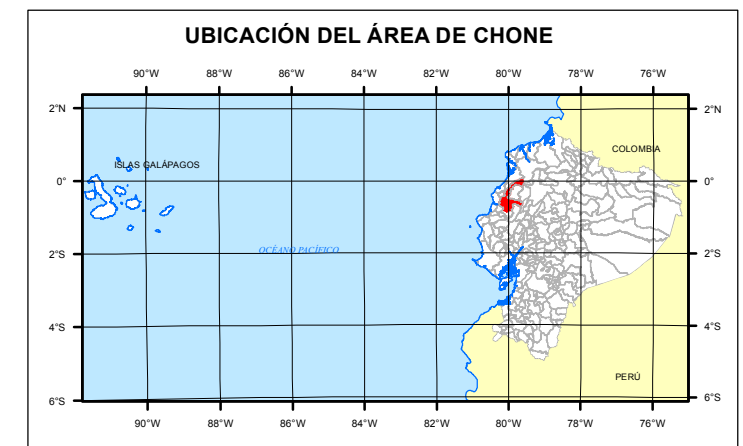 UBICACIÓN DEL ÁREA DE CHONE
90°W 88°W 86°W 84°W 82°W 80°W 78°W 76°W
2°N 2°N
COLOMBIA
ISLAS GALÁPAGOS
0° 0°
OCÉANO PACÍFICO
2°S 2°S
4°S 4°S
PERÚ
6°S 6°S
90°W 88°W 86°W 84°W 82°W 80°W 78°W 76°W